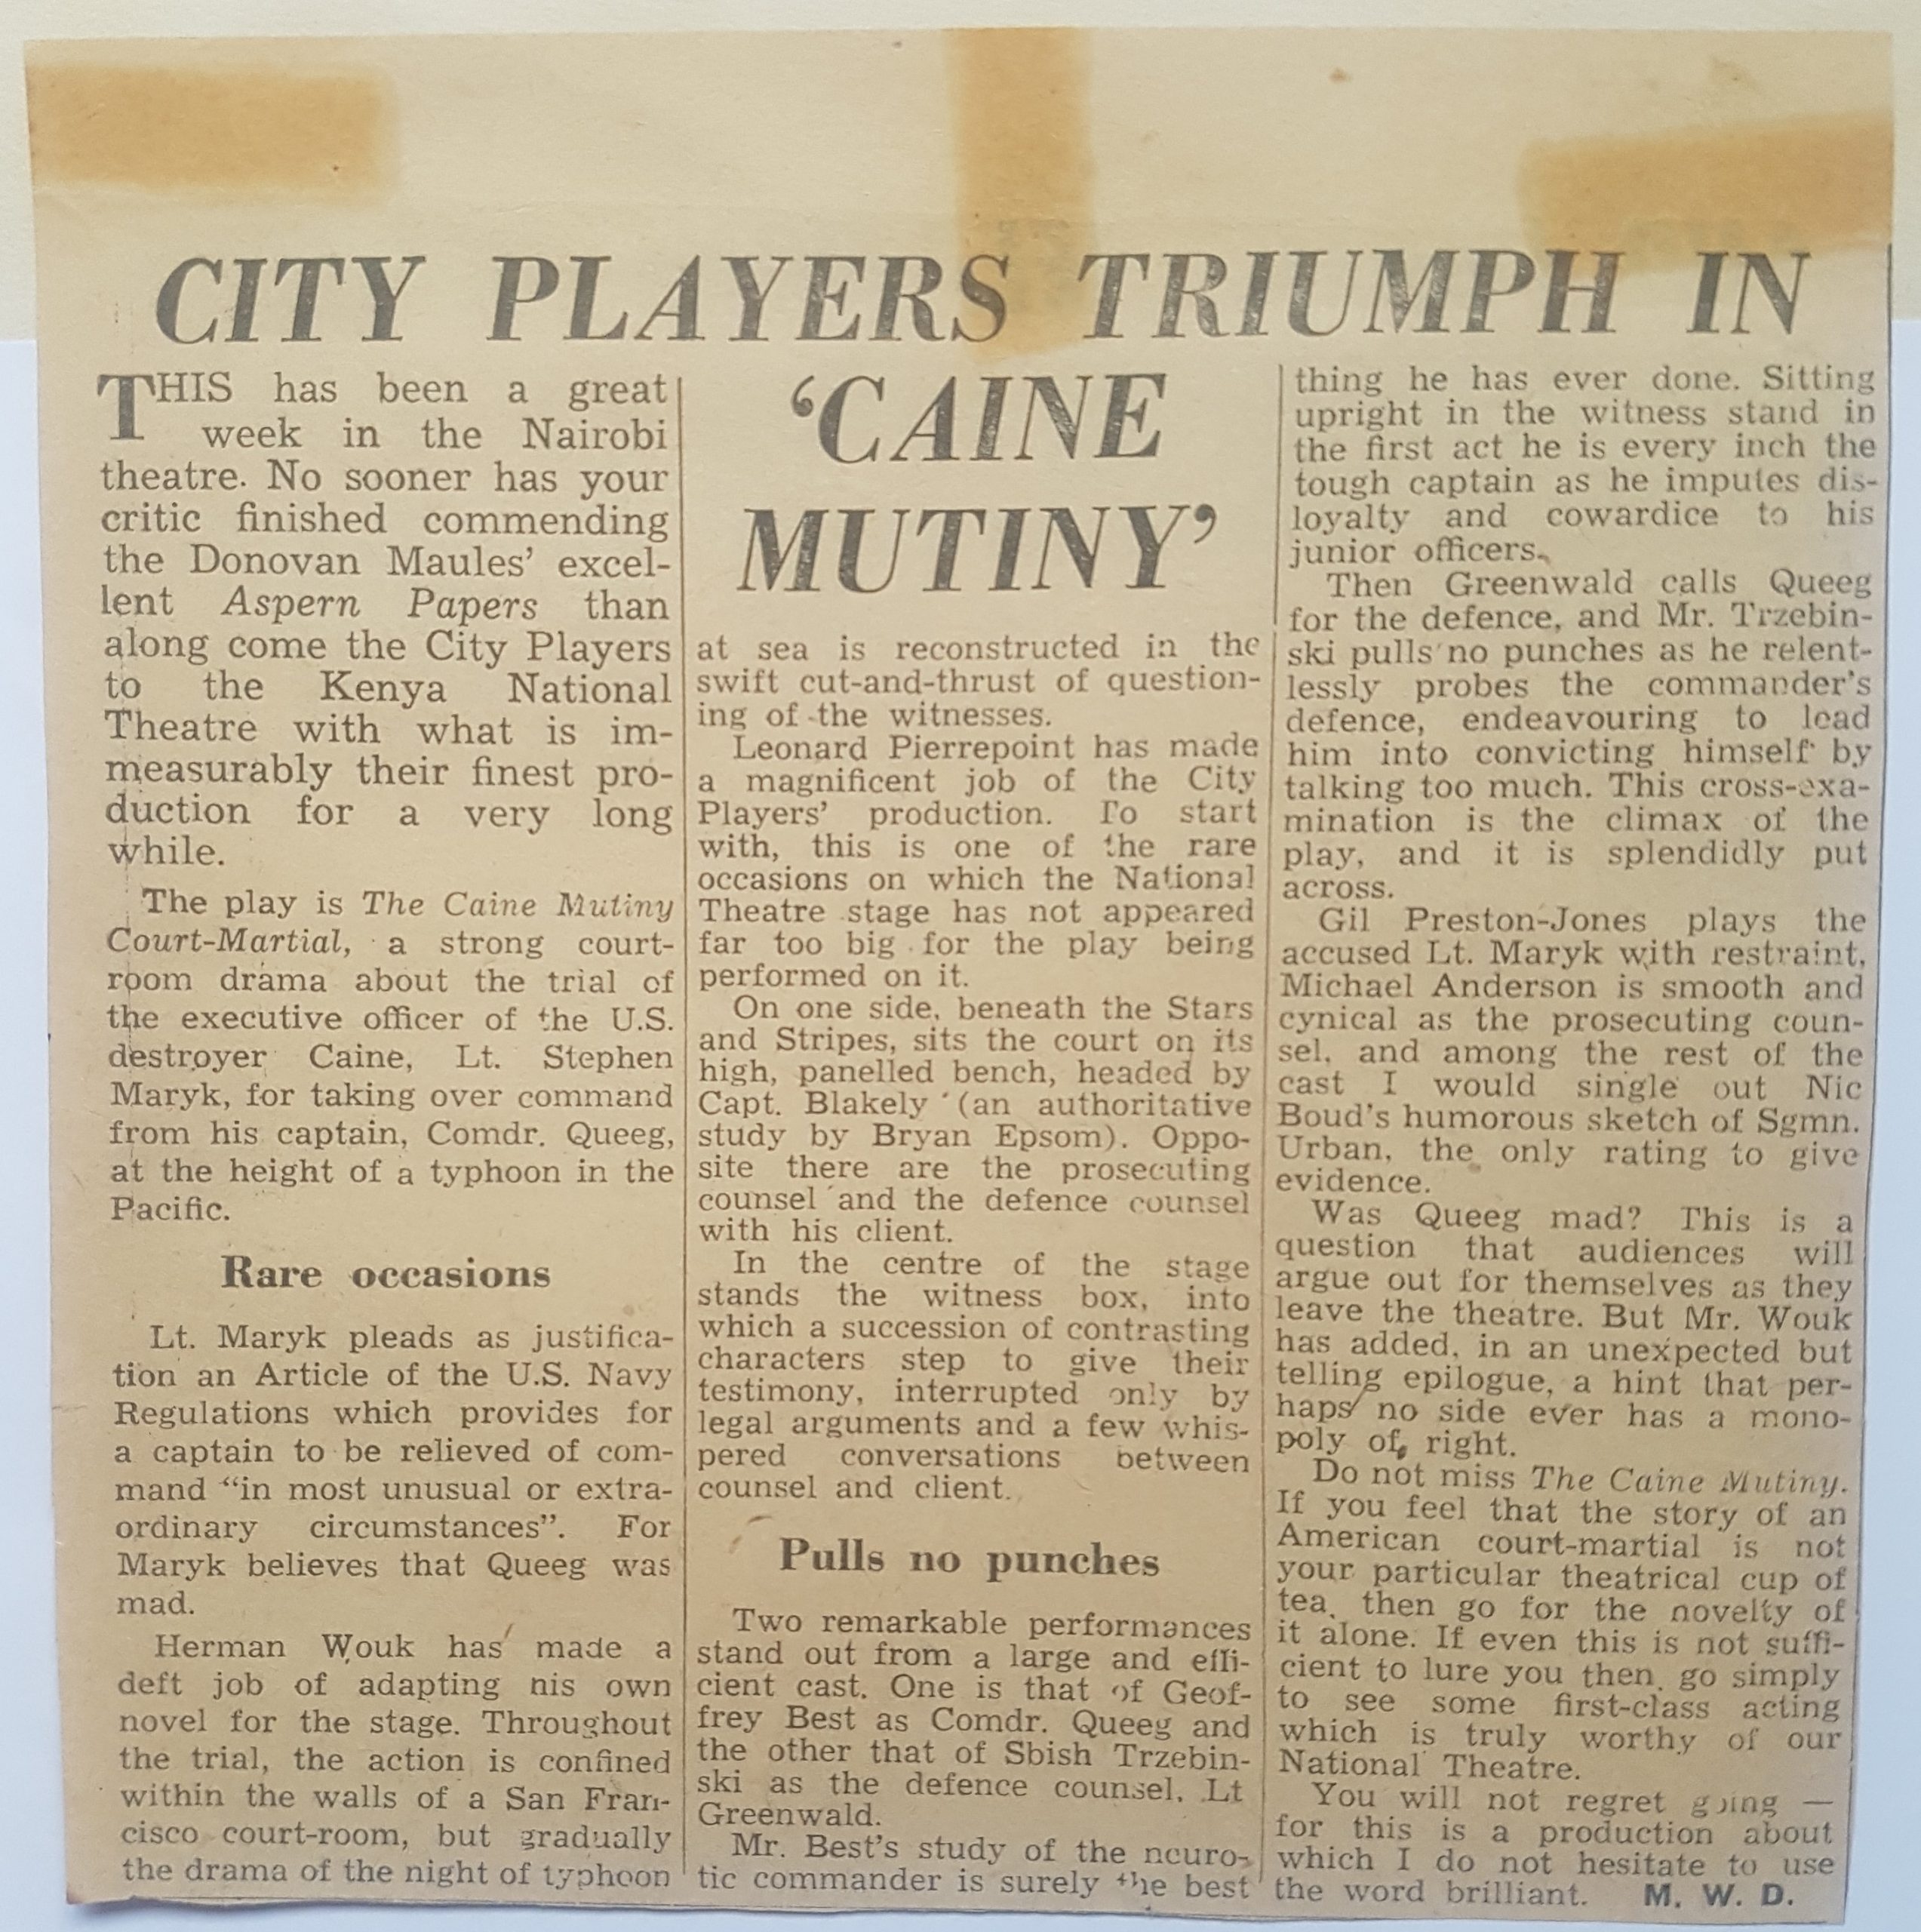 CITY PLAYERS TRIUMPH IN
‘CAINE
MUTINY’
THIS has been a great
week in the Nairobi
theatre. No sooner has your
critic finished commending
the Donovan Maules’ excel-
lent Aspern Papers than
along come the City Players
to the Kenya National
Theatre with what is im-
measurably their finest pro-
duction for a very long
while.
The play is The Caine Mutiny
Court-Martial, a strong court-
room drama about the trial of
the executive officer of the U.S.
destroyer Caine, Lt. Stephen
Maryk, for taking over command
from his captain, Comdr. Queeg,
at the height of a typhoon in the
Pacific.
Rare occasions
Lt. Maryk pleads as justifica-
tion an Article of the U.S. Navy
Regulations which provides for
a captain to be relieved of com-
mand “in most unusual or extra-
ordinary circumstances”. For
Maryk believes that Queeg was
mad.
Herman Wouk has made a
deft job of adapting his own
novel for the stage. Throughout
the trial, the action is confined
within the walls of a San Fran-
cisco court-room, but gradually
the drama of the night of typhoon
at sea is reconstructed in the
swift cut-and-thrust of question-
ing of the witnesses.
Leonard Pierrepoint has made
a magnificent job of the City
Players’ production. To start
with, this is one of the rare
occasions on which the National
Theatre stage has not appeared
far too big for the play being
performed on it.
On one side, beneath the Stars
and Stripes, sits the court on its
high, panelled bench, headed by
Capt. Blakely (an authoritative
study by Bryan Epsom). Oppo-
site there are the prosecuting
counsel and the defence counsel
with his client.
In the centre of the stage
stands the witness box, into
which a succession of contrasting
characters step to give their
testimony, interrupted only by
legal arguments and a few whis-
pered conversations between
counsel and client.
Pulls no punches
Two remarkable performances
stand out from a large and effi-
cient cast. One is that of Geof-
frey Best as Comdr. Queeg and
the other that of Sbish Trzebin-
ski as the defence counsel, Lt
Greenwald.
Mr. Best’s study of the neuro-
tic commander is surely the best
thing he has ever done. Sitting
upright in the witness stand in
the first act he is every inch the
tough captain as he imputes dis-
loyalty and cowardice to his
junior officers.
Then Greenwald calls Queeg
for the defence, and Mr. Trzebin-
ski pulls no punches as he relent-
lessly probes the commander’s
defence, endeavouring to lead
him into convicting himself by
talking too much. This cross-exa-
mination is the climax of the
play, and it is splendidly put
across.
Gil Preston-Jones plays the
accused Lt. Maryk with restraint,
Michael Anderson is smooth and
cynical as the prosecuting coun-
sel, and among the rest of the
cast I would single out Nic
Boud’s humorous sketch of Sgmn.
Urban, the only rating to give
evidence.
Was Queeg mad? This is a
question that audiences will
argue out for themselves as they
leave the theatre. But Mr. Wouk
has added, in an unexpected but
telling epilogue, a hint that per-
haps no side ever has a mono-
poly of right.
Do not miss The Caine Mutiny.
If you feel that the story of an
American court-martial is not
your particular theatrical cup of
tea, then go for the novelty of
it alone. If even this is not suffi-
cient to lure you then, go simply
to see some first-class acting
which is truly worthy of our
National Theatre.
You will not regret going —
for this is a production about
which I do not hesitate to use
the word brilliant. M. W. D.